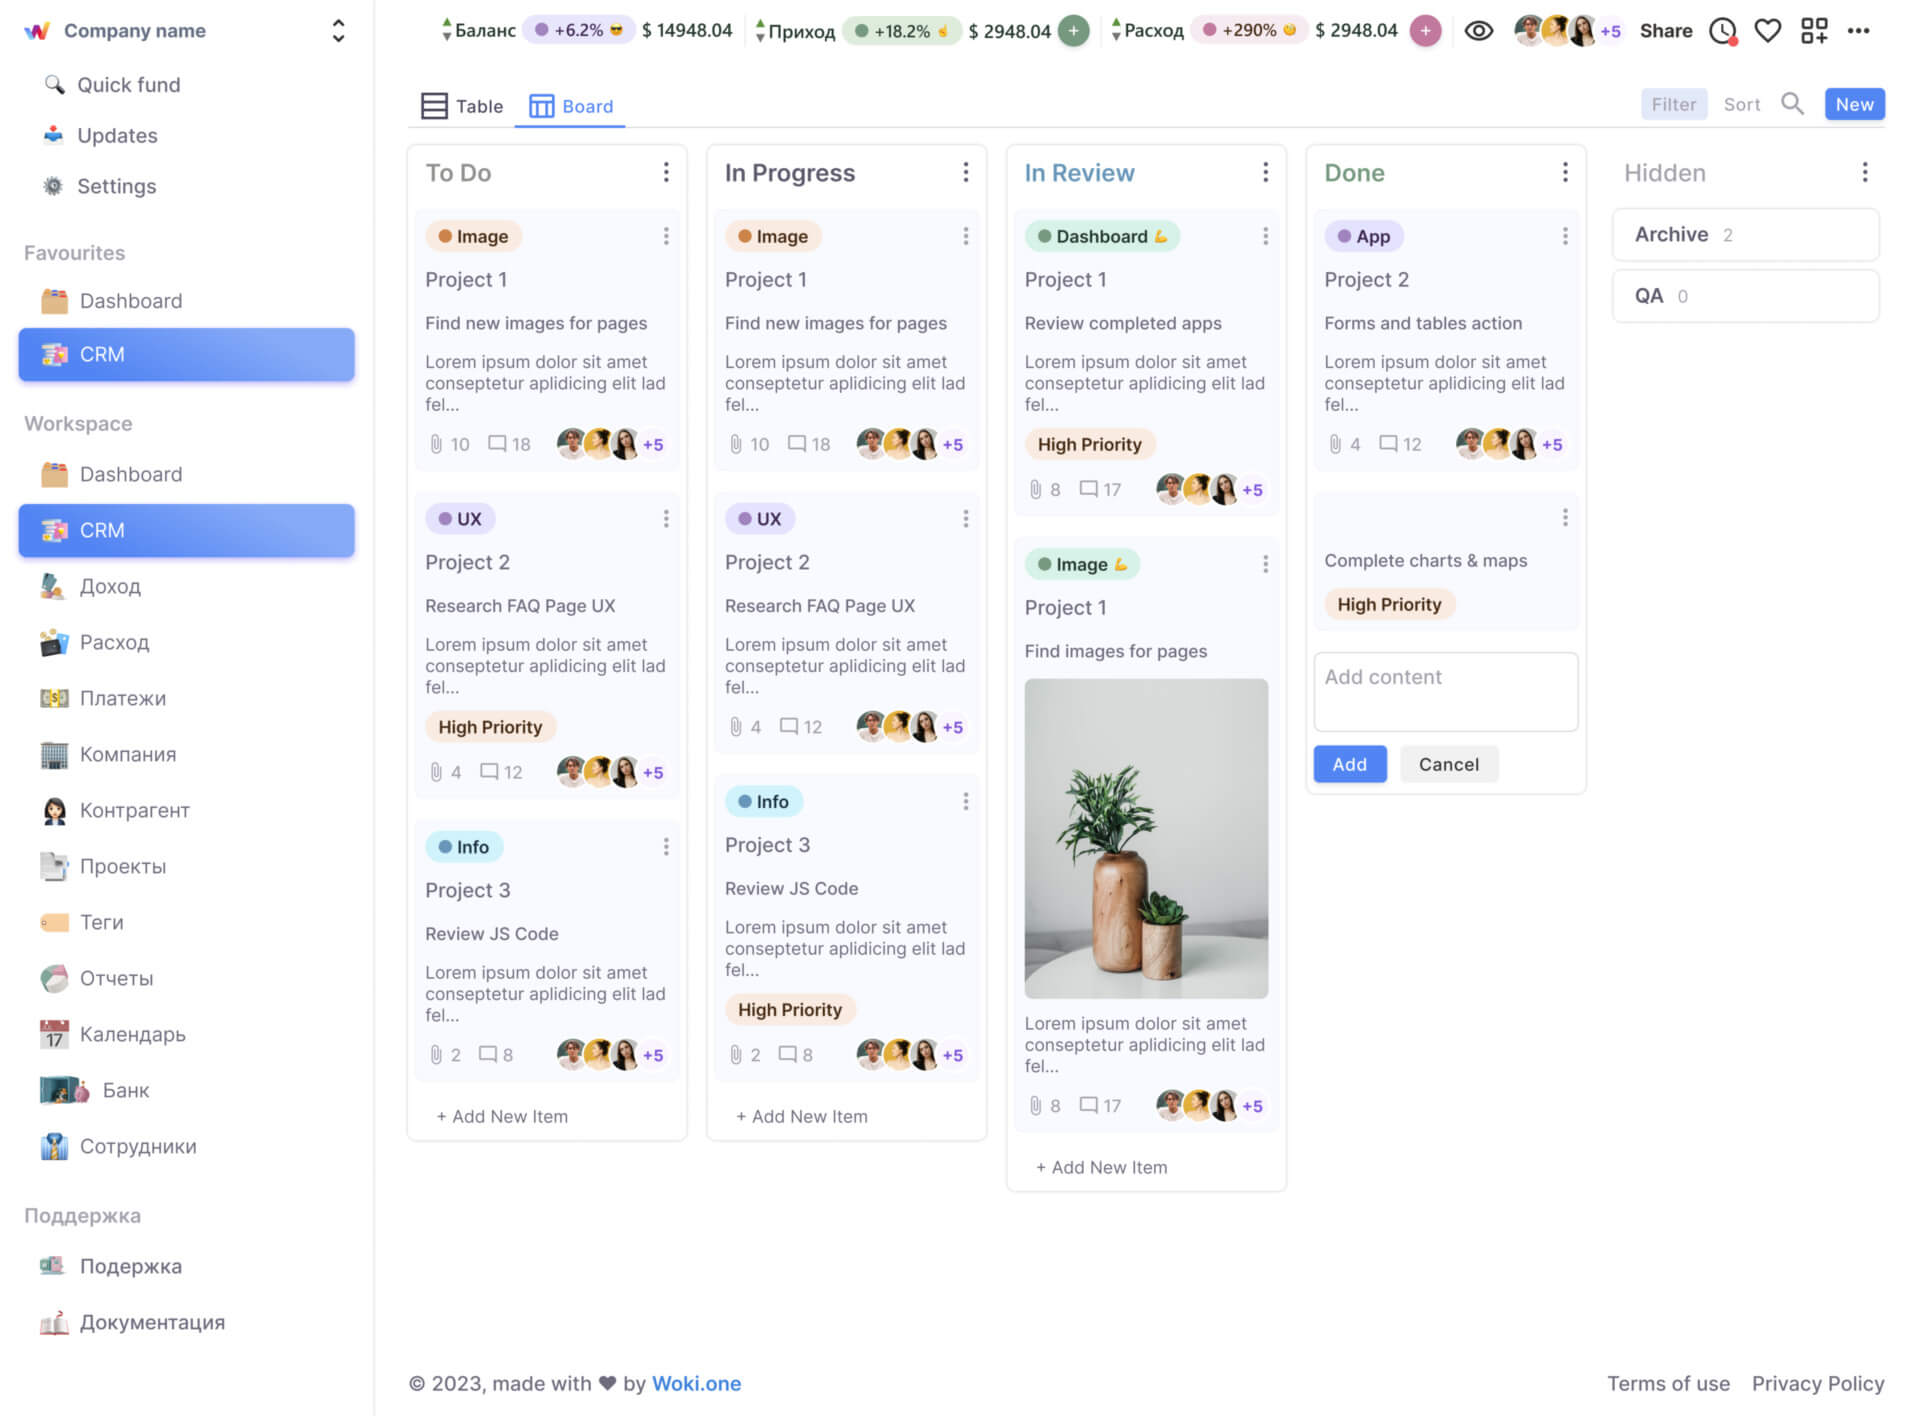 Company name
Quick fund
Updates
Settings
Favourites
Dashboard
CRM
Workspace
Dashboard
CRM
Доход
Расход
Платежи
Компания
Контрагент
Проекты
Теги
Отчеты
17 Календарь
Банк
Сотрудники
Поддержка
Подержка
Документация
Баланс +6.2% $ 14948.04 Приход +18.2% $ 2948.04 + Расход +290% $ 2948.04 + +5 Share
Table Board Filter Sort New
To Do
Image
Project 1
Find new images for pages
Lorem ipsum dolor sit amet
conseptetur aplidicing elit lad
fel...
10 18 +5
UX
Project 2
Research FAQ Page UX
Lorem ipsum dolor sit amet
conseptetur aplidicing elit lad
fel...
High Priority
4 12 +5
Info
Project 3
Review JS Code
Lorem ipsum dolor sit amet
conseptetur aplidicing elit lad
fel...
2 8 +5
+ Add New Item
In Progress
Image
Project 1
Find new images for pages
Lorem ipsum dolor sit amet
conseptetur aplidicing elit lad
fel...
10 18 +5
UX
Project 2
Research FAQ Page UX
Lorem ipsum dolor sit amet
conseptetur aplidicing elit lad
fel...
4 12 +5
Info
Project 3
Review JS Code
Lorem ipsum dolor sit amet
conseptetur aplidicing elit lad
fel...
High Priority
2 8 +5
+ Add New Item
In Review
Dashboard 💪
Project 1
Review completed apps
Lorem ipsum dolor sit amet
conseptetur aplidicing elit lad
fel...
High Priority
8 17 +5
Image 💪
Project 1
Find images for pages
Lorem ipsum dolor sit amet
conseptetur aplidicing elit lad
fel...
8 17 +5
+ Add New Item
Done
App
Project 2
Forms and tables action
Lorem ipsum dolor sit amet
conseptetur aplidicing elit lad
fel...
4 12 +5
Complete charts & maps
High Priority
Add content
Add Cancel
Hidden
Archive 2
QA 0
© 2023, made with ❤ by Woki.one
Terms of use Privacy Policy